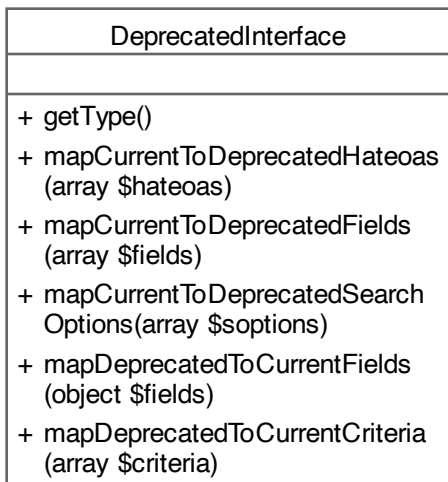 DeprecatedInterface
+ getType()
+ mapCurrentToDeprecatedHateoas
(array $hateoas)
+ mapCurrentToDeprecatedFields
(array $fields)
+ mapCurrentToDeprecatedSearch
Options(array $soptions)
+ mapDeprecatedToCurrentFields
(object $fields)
+ mapDeprecatedToCurrentCriteria
(array $criteria)